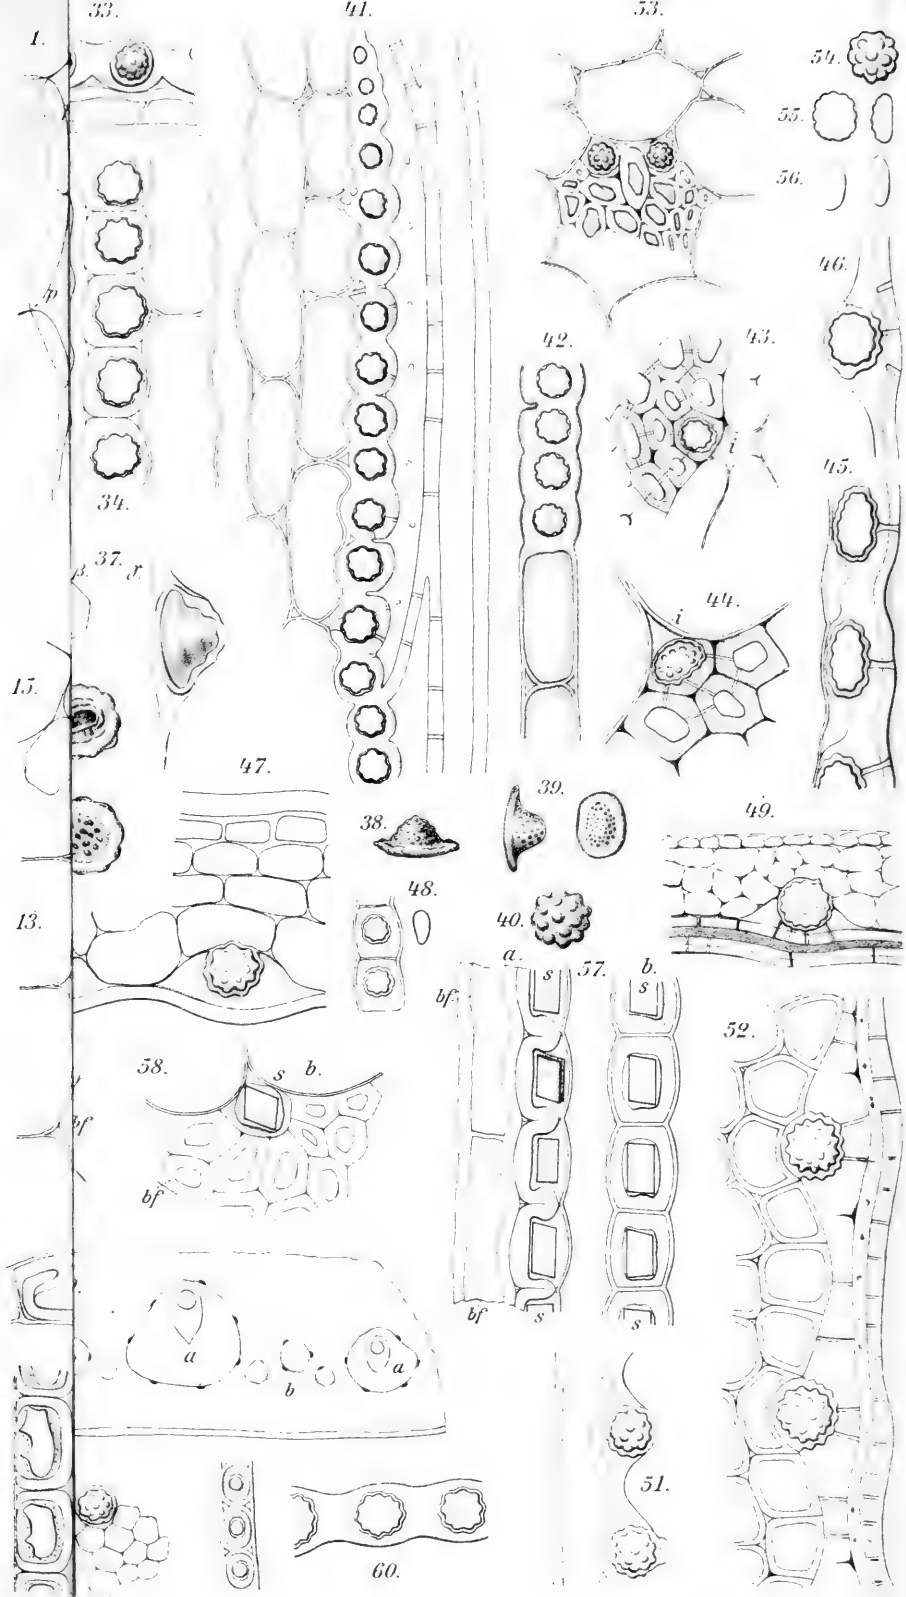 33.
41.
53.
1.
54.
55.
56.
p
46.
42.
43.
i
45.
34.
37.
44.
i
15.
47.
38.
39.
49.
48.
13.
40.
a.
57.
b.
s
s
bf
52.
58.
s
b.
bf
bf
bf
s
s
a
b
a
51.
60.